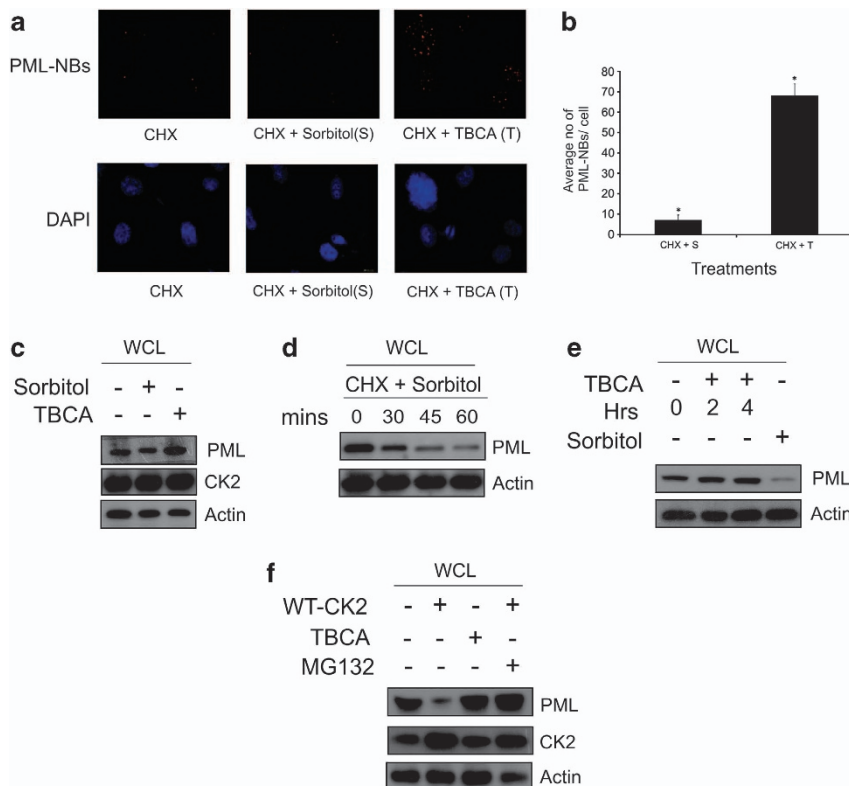 a
PML-NBs
CHX
CHX + Sorbitol(S)
CHX + TBCA (T)
DAPI
CHX
CHX + Sorbitol(S)
CHX + TBCA (T)
b
Average no of
PML-NBs/ cell
80
70
60
50
40
30
20
10
0
*
*
CHX + S
CHX + T
Treatments
c
WCL
Sorbitol - + -
TBCA - - +
PML
CK2
Actin
d
WCL
CHX + Sorbitol
mins 0 30 45 60
PML
Actin
e
WCL
TBCA - + + -
Hrs 0 2 4
Sorbitol - - - +
PML
Actin
f
WCL
WT-CK2 - + - +
TBCA - - + -
MG132 - - - +
PML
CK2
Actin